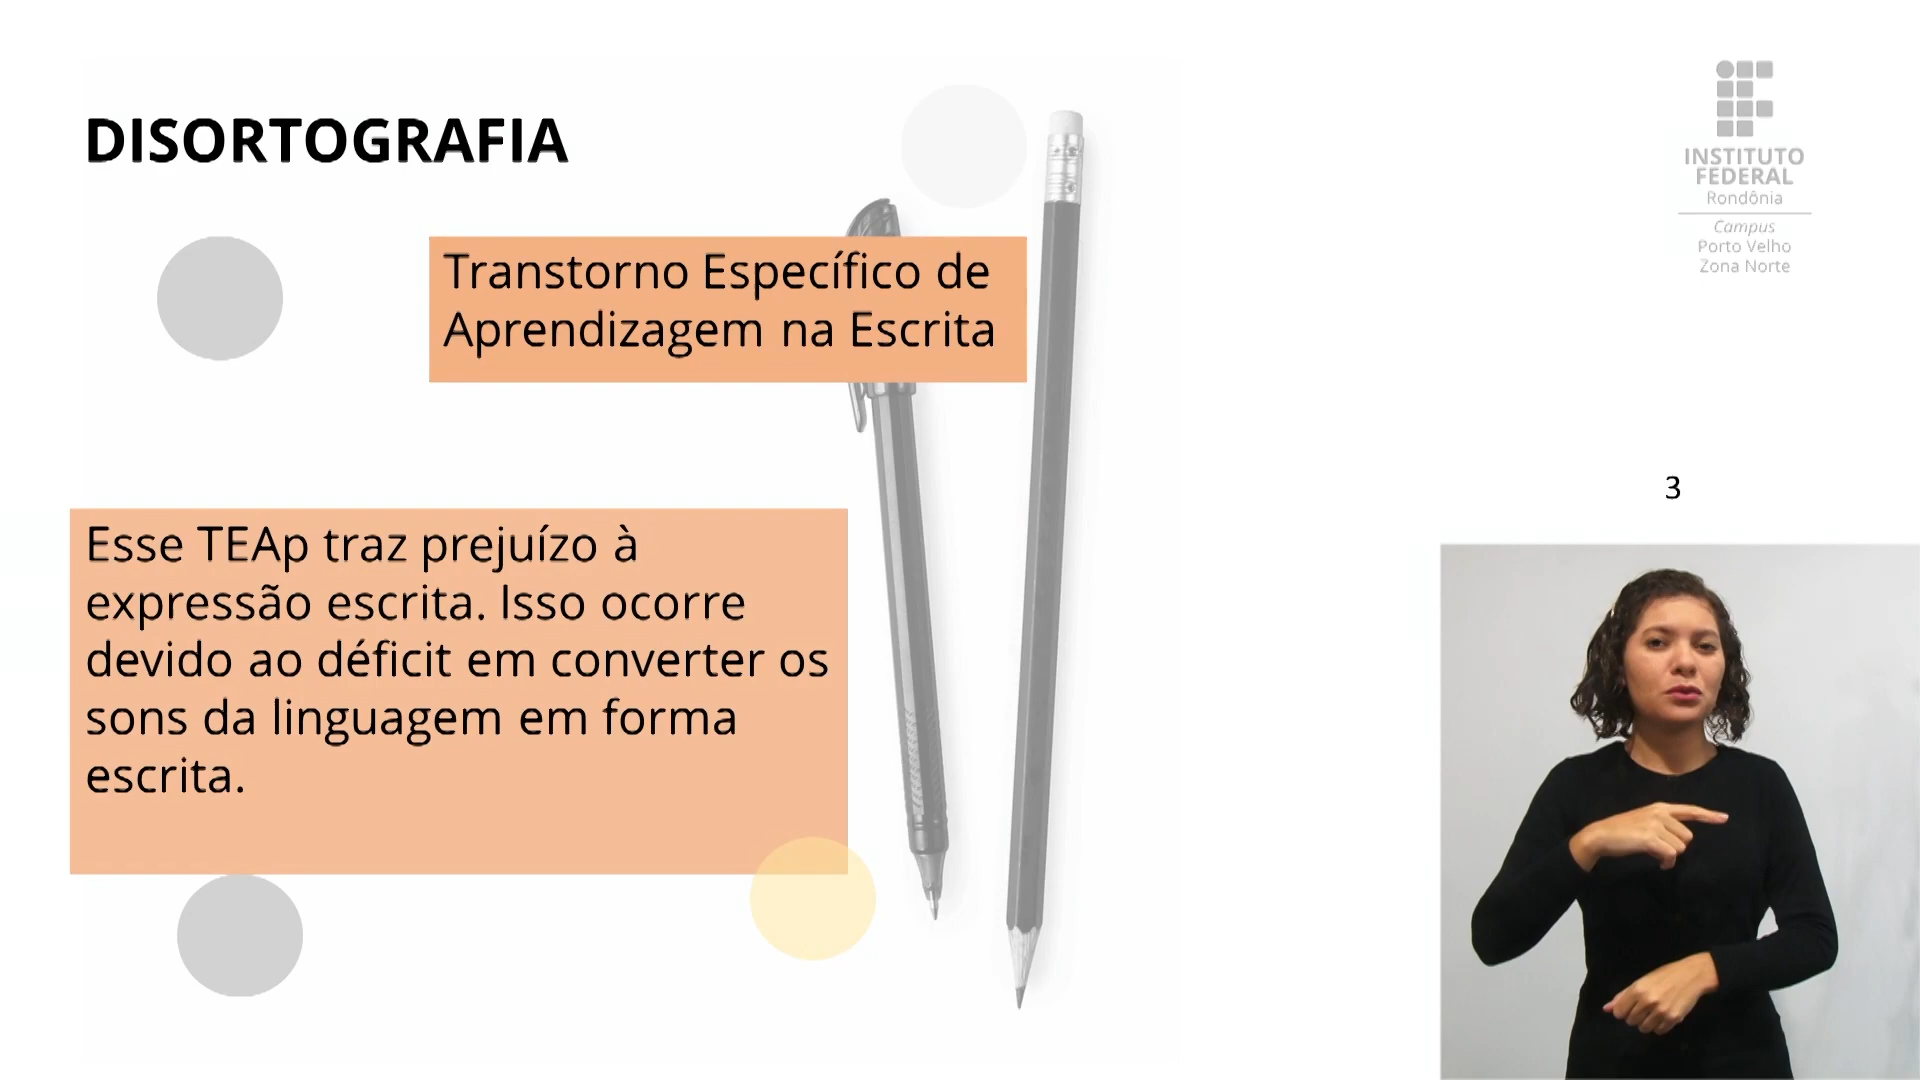 DISORTOGRAFIA
INSTITUTO
FEDERAL
Rondônia
Campus
Porto Velho
Zona Norte
Transtorno Específico de
Aprendizagem na Escrita
3
Esse TEAp traz prejuízo à
expressão escrita. Isso ocorre
devido ao déficit em converter os
sons da linguagem em forma
escrita.